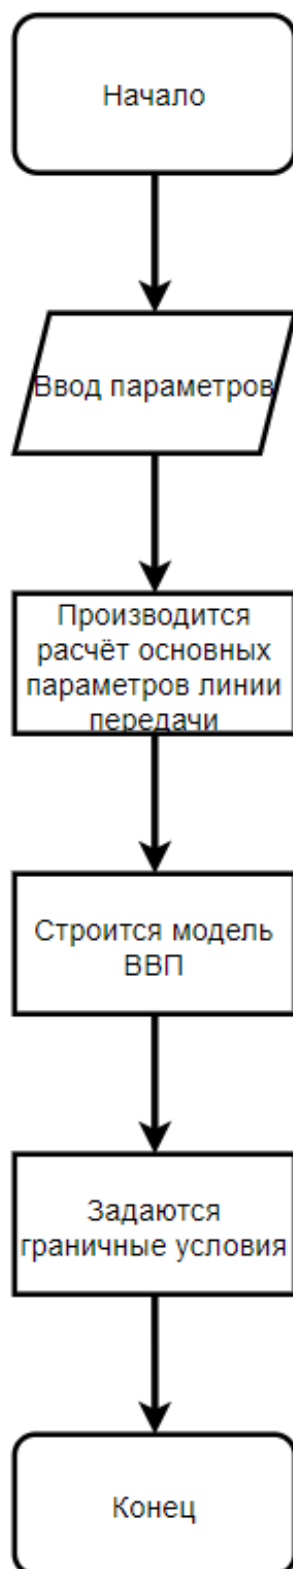 Начало
Ввод параметров
Производится
расчёт основных
параметров линии
передачи
Строится модель
ВВП
Задаются
граничные условия
Конец